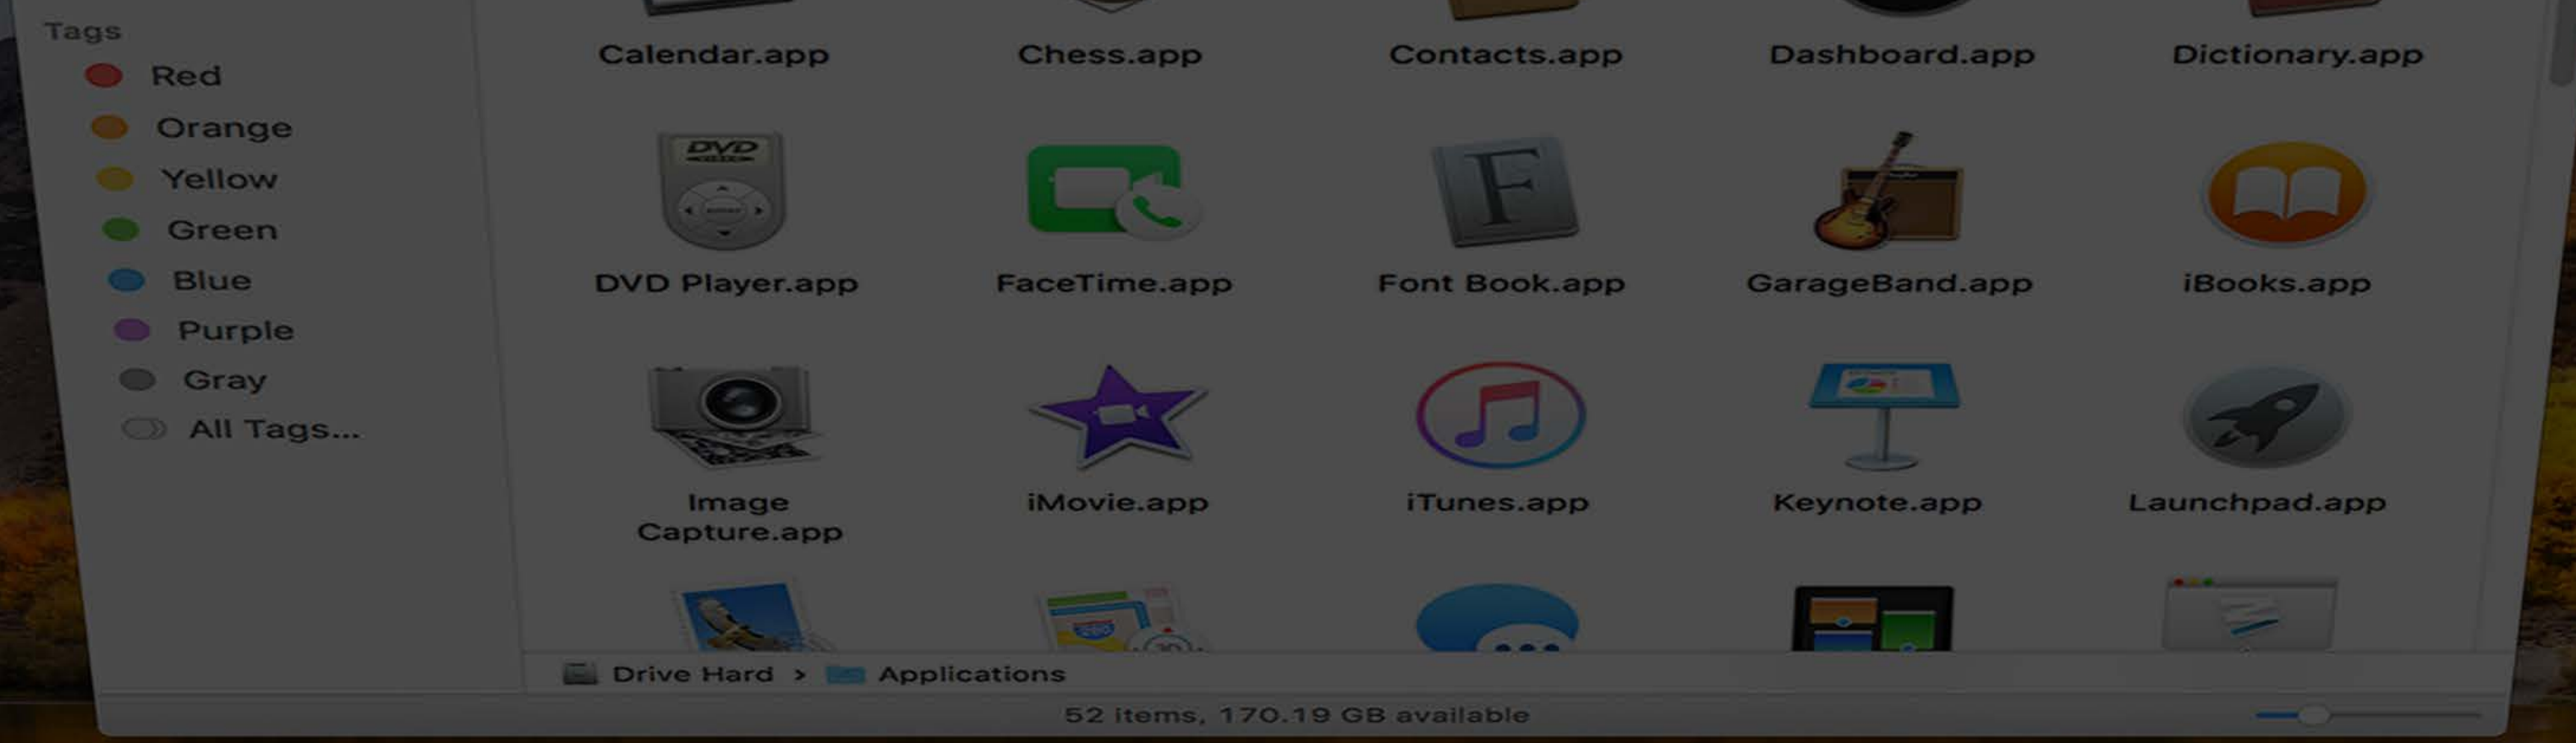 Tags
Red
Orange
Yellow
Green
Blue
Purple
Gray
All Tags...
Calendar.app
Chess.app
Contacts.app
Dashboard.app
Dictionary.app
DVD
DVD Player.app
FaceTime.app
F
Font Book.app
GarageBand.app
iBooks.app
Image
Capture.app
iMovie.app
iTunes.app
Keynote.app
Launchpad.app
Drive Hard › Applications
52 items, 170.19 GB available